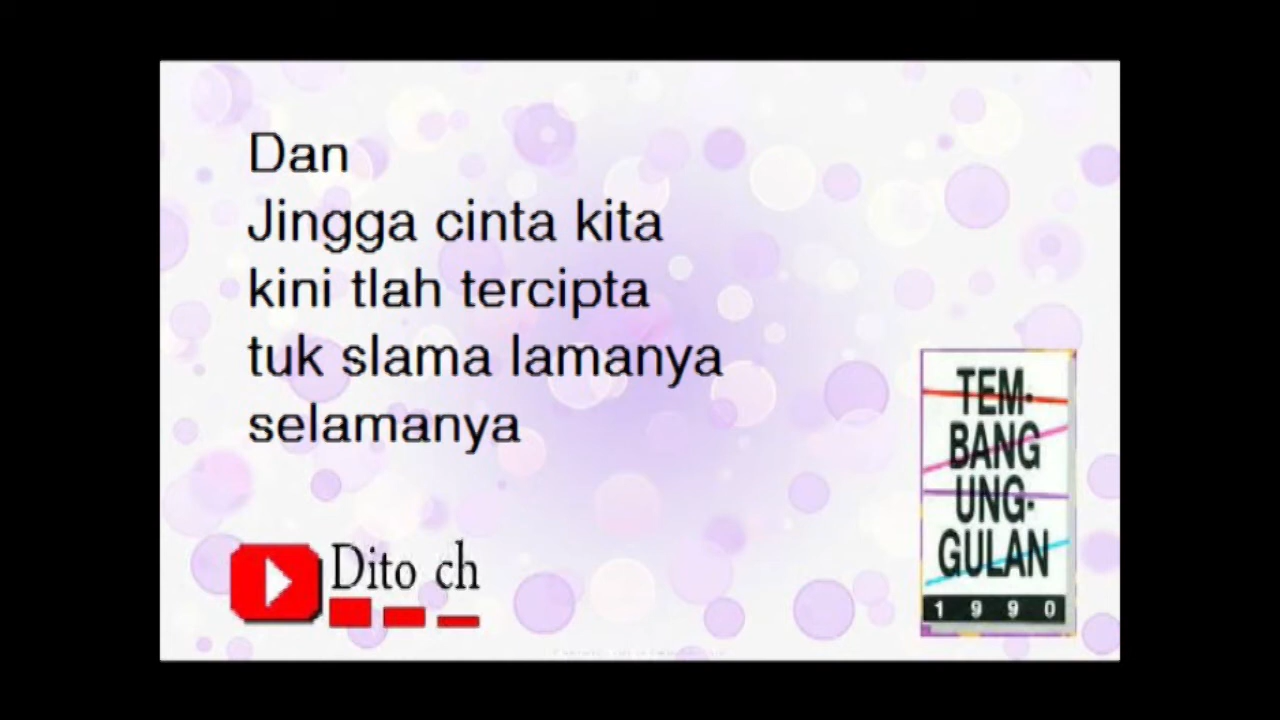 Dan
Jingga cinta kita
kini tlah tercipta
tuk slama lamanya
selamanya
TEM-
BANG
UNG-
GULAN
1990
Dito ch